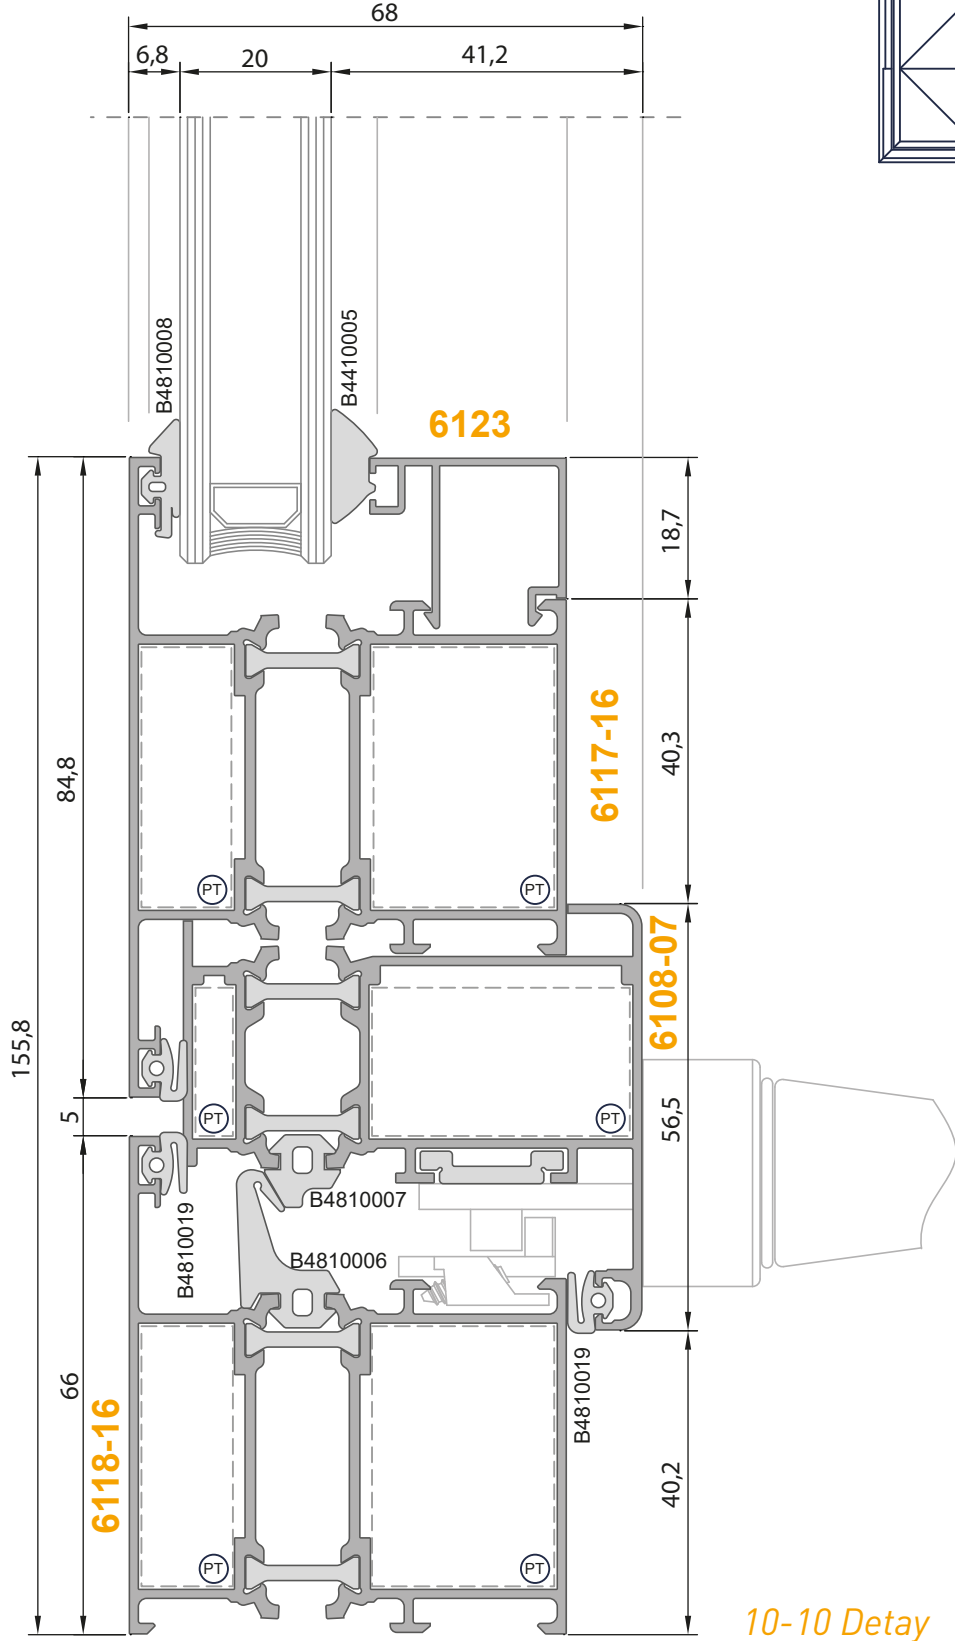 68
6,8
20
41,2
B4810008
B4410005
6123
18,7
6117-16
40,3
84,8
PT
PT
6108-07
155,8
5
PT
PT
56,5
B4810007
B4810019
B4810006
66
6118-16
B4810019
40,2
PT
PT
10-10 Detay